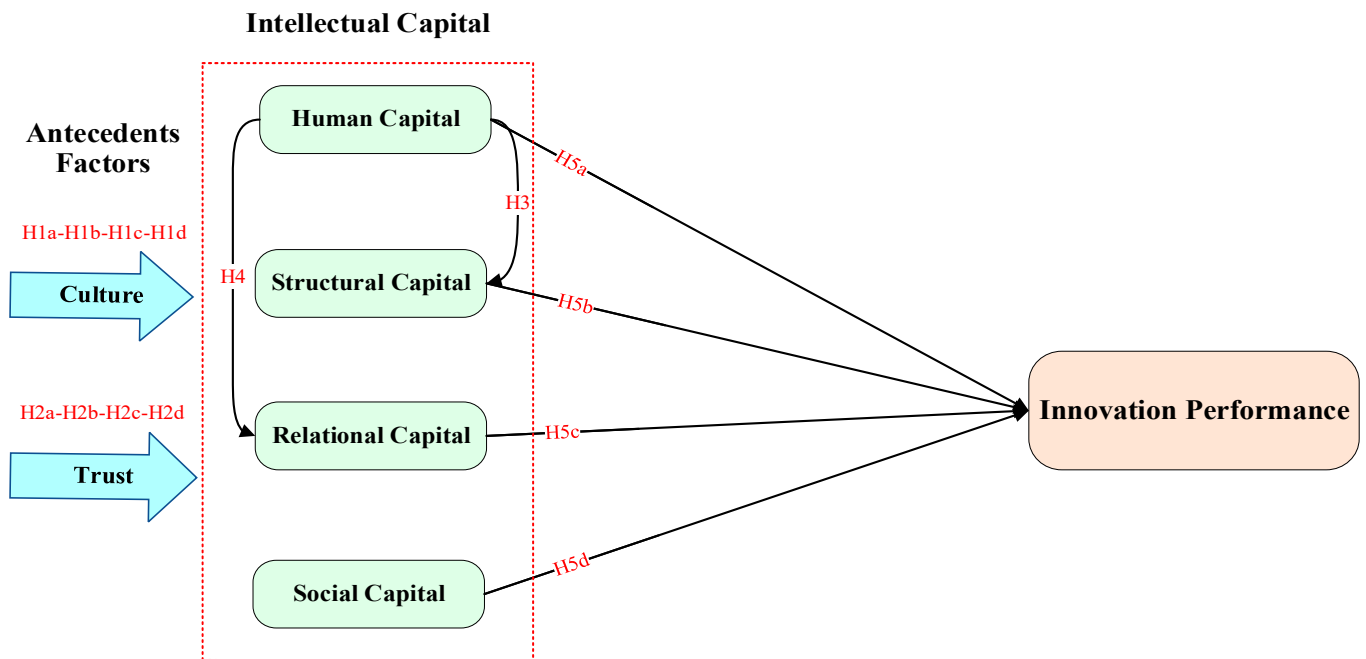 Intellectual Capital
Antecedents
Factors
H1a-H1b-H1c-H1d
Culture
H2a-H2b-H2c-H2d
Trust
Human Capital
H3
H4
Structural Capital
Relational Capital
Social Capital
H5a
H5b
H5c
H5d
Innovation Performance